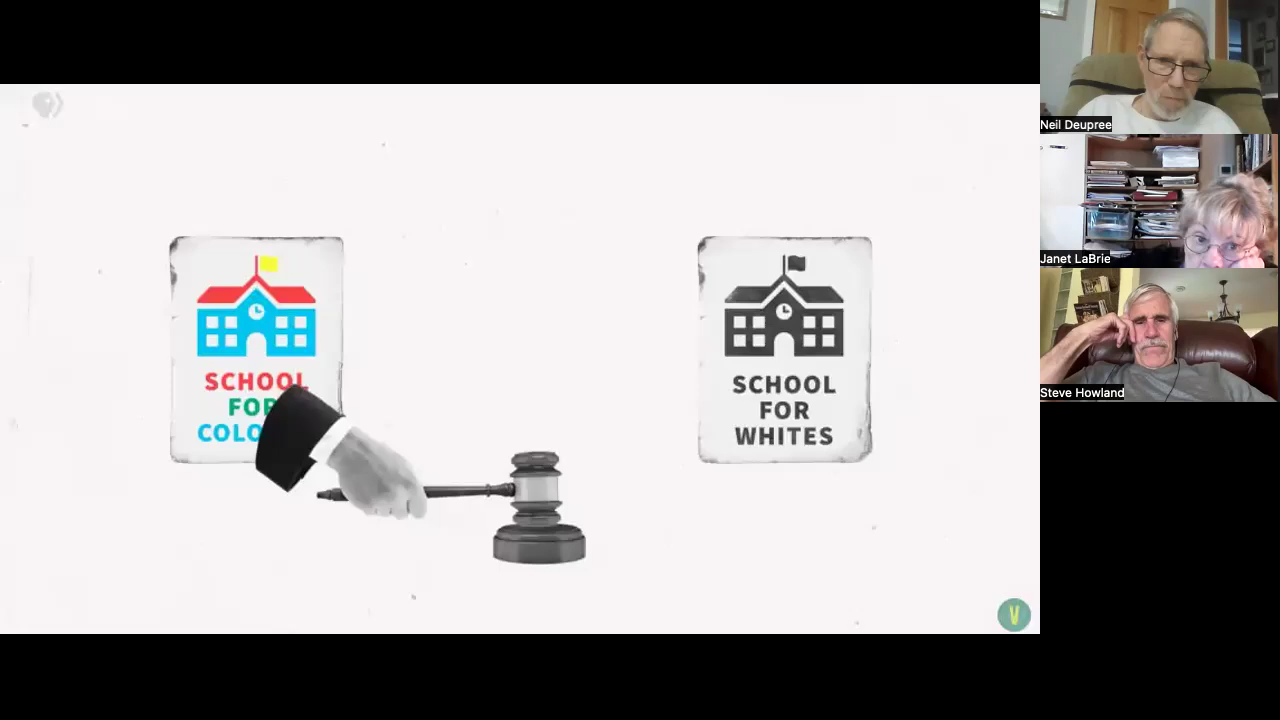 SCHOOL
FOR
SCHOOL
FOR
WHITES
V
Neil Deupree
Janet LaBrie
Steve Howland